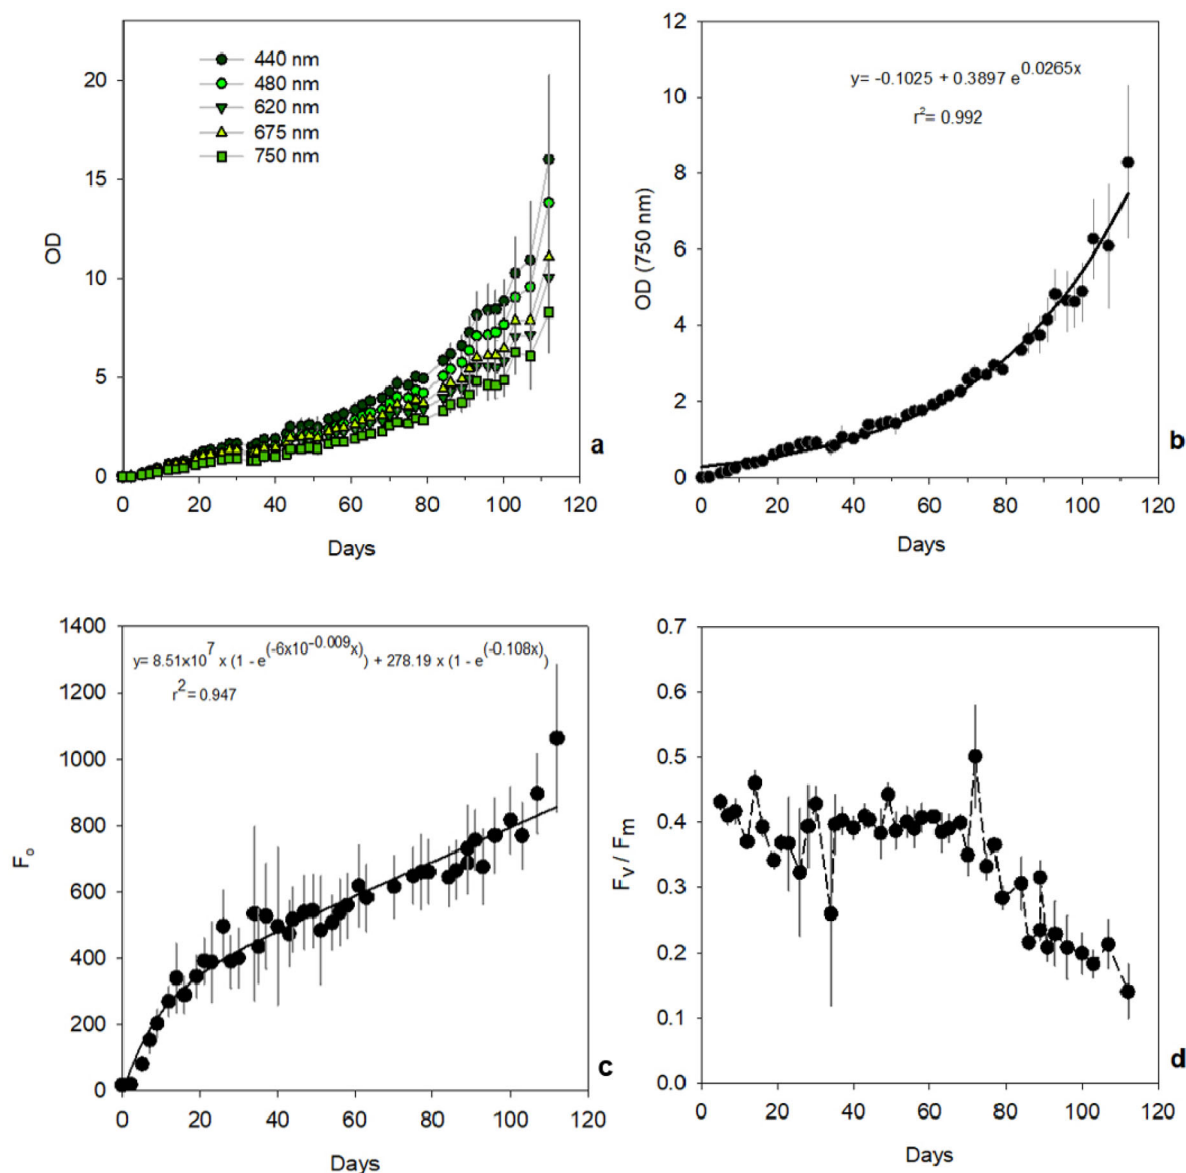 20
15
10
5
0
OD
440 nm
480 nm
620 nm
675 nm
750 nm
a
0 20 40 60 80 100 120
Days
12
10
8
6
4
2
0
OD (750 nm)
y= -0.1025 + 0.3897 e^0.0265x
r²= 0.992
b
0 20 40 60 80 100 120
Days
1400
1200
1000
800
600
400
200
0
Fo
y= 8.51x10^7 x (1 - e^(-6x10^-0.009x)) + 278.19 x (1 - e^(-0.108x))
r²= 0.947
c
0 20 40 60 80 100 120
Days
0.7
0.6
0.5
0.4
0.3
0.2
0.1
0.0
Fv / Fm
d
0 20 40 60 80 100 120
Days